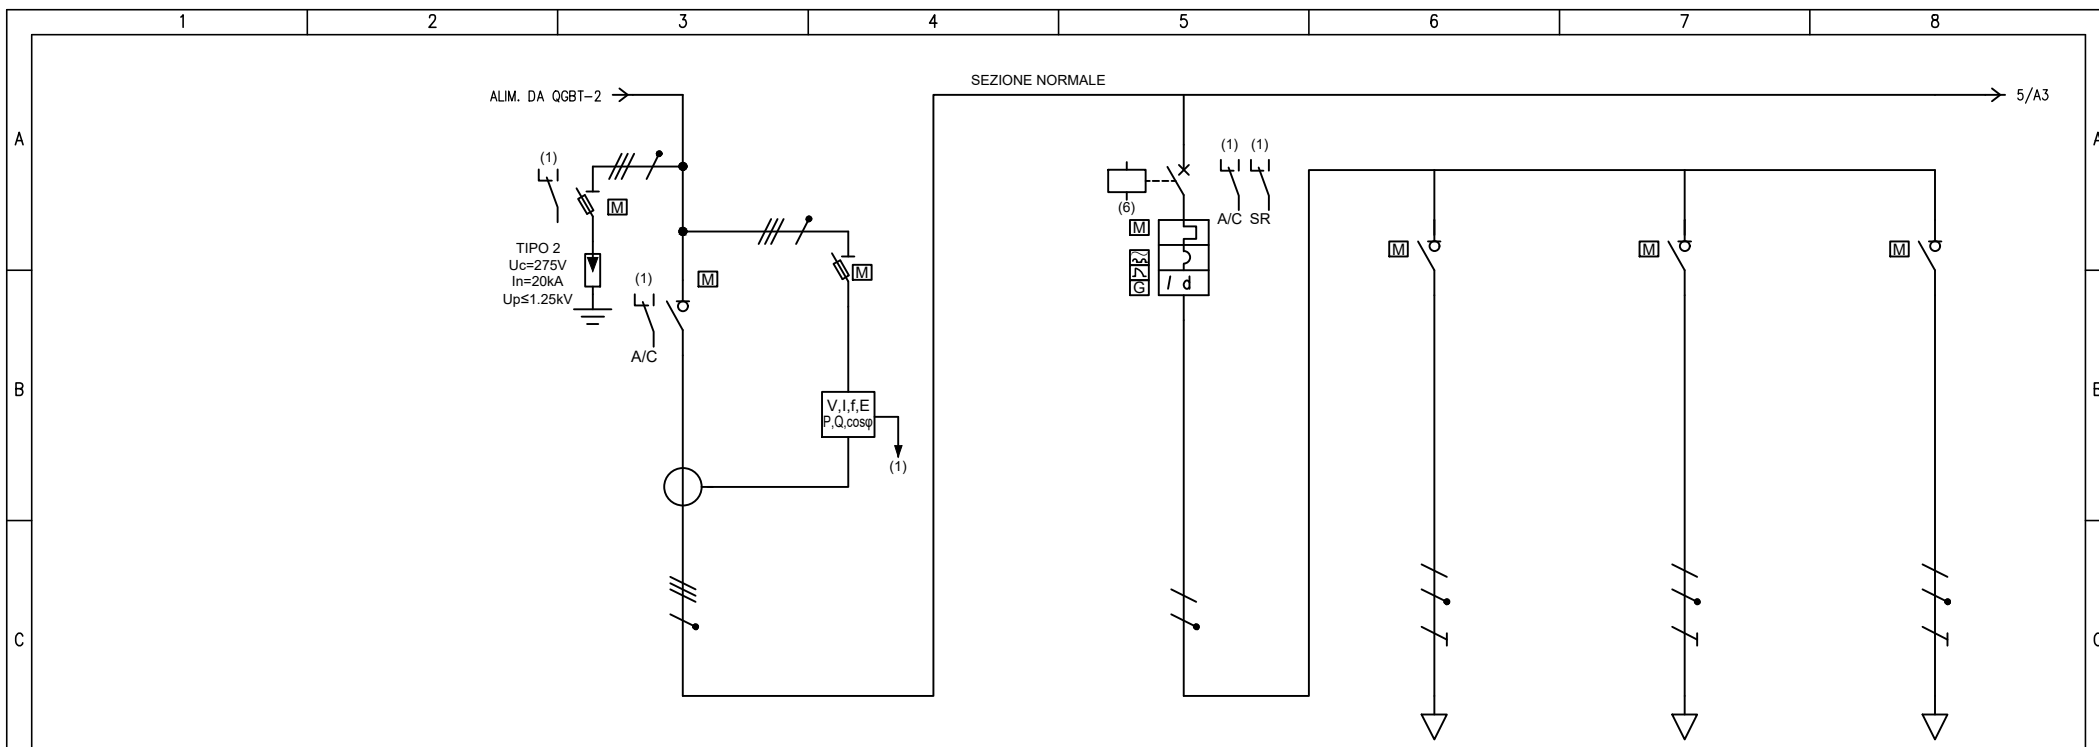 1 2 3 4 5 6 7 8
SEZIONE NORMALE
ALIM. DA QGBT-2
5/A3
A
A
(1)
(1) (1)
M
(6)
A/C SR
M
TIPO 2
Uc=275V
In=20kA
Up≤1.25kV
M
M
M
M
M
(1)
M
G
I d
A/C
B
B
V,I,f,E
P,Q,cosφ
(1)
C
C